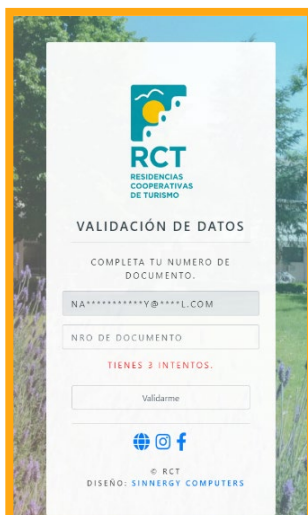 RCT
RESIDENCIAS
COOPERATIVAS
DE TURISMO
VALIDACIÓN DE DATOS
COMPLETA TU NUMERO DE
DOCUMENTO.
NA***********Y@****L.COM
NRO DE DOCUMENTO
TIENES 3 INTENTOS.
Validarme
© RCT
DISEÑO: SINNERGY COMPUTERS